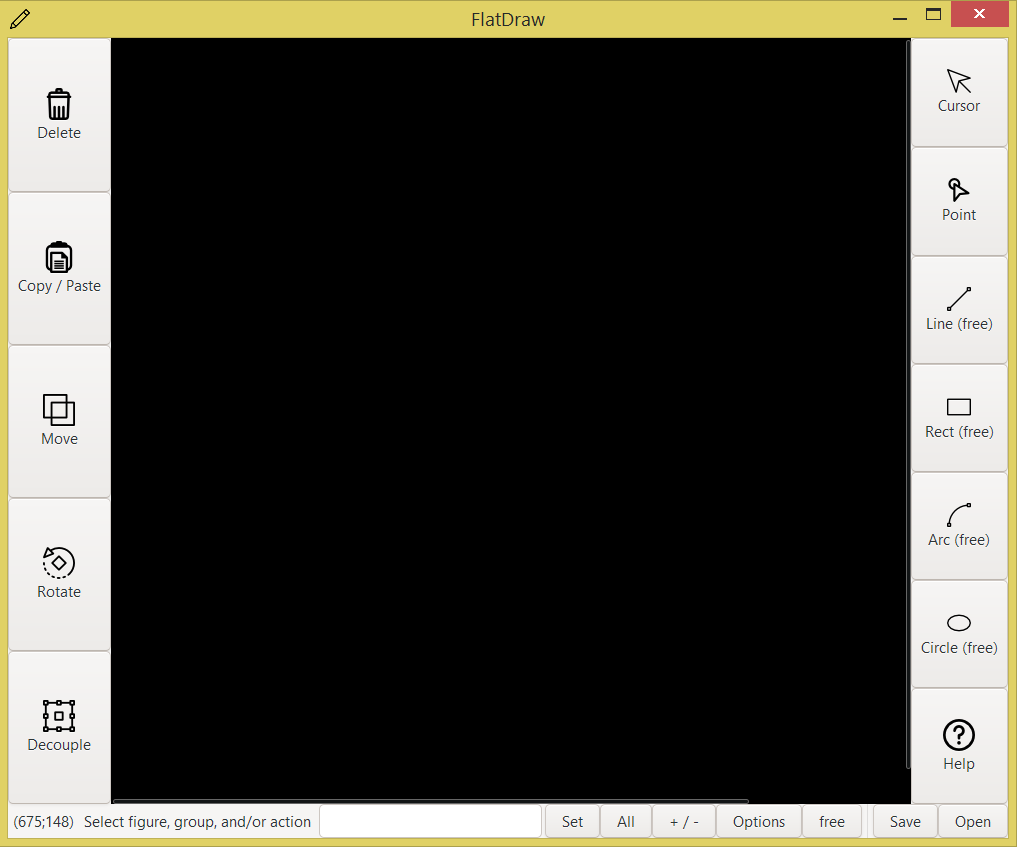 FlatDraw
Delete
Copy / Paste
Move
Rotate
Decouple
Cursor
Point
Line (free)
Rect (free)
Arc (free)
Circle (free)
Help
(675;148) Select figure, group, and/or action Set All + / - Options free Save Open